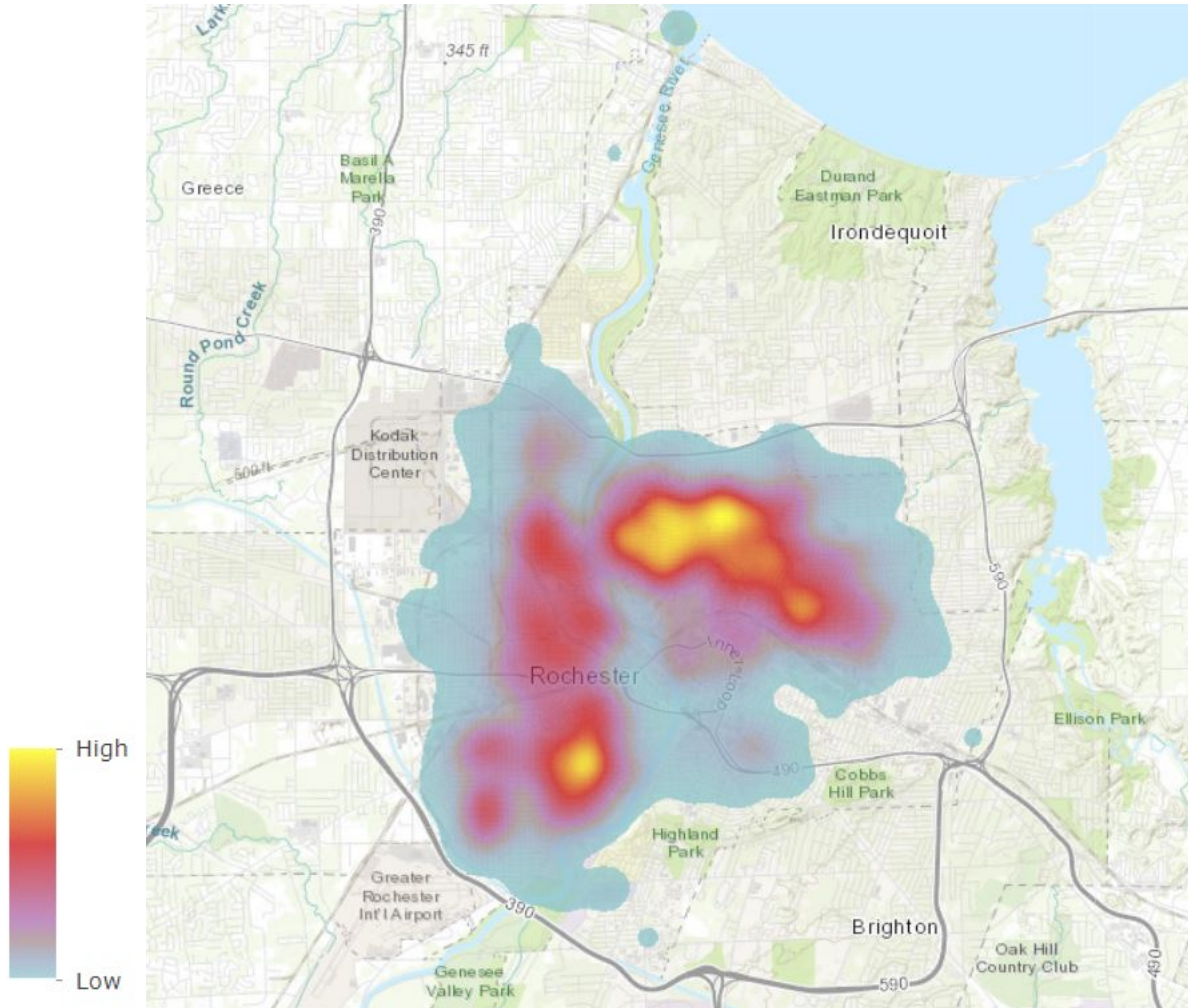 Lark
345 ft
Genesee River
Basil A
Marella
Park
Greece
390
Durand
Eastman Park
Irondequoit
Round Pond Creek
Kodak
Distribution
Center
500 ft
590
Inner Loop
Rochester
Ellison Park
High
490
Cobbs
Hill Park
eek
Highland
Park
Greater
Rochester
Int'l Airport
390
Brighton
Oak Hill
Country Club
490
Genesee
Valley Park
590
Low